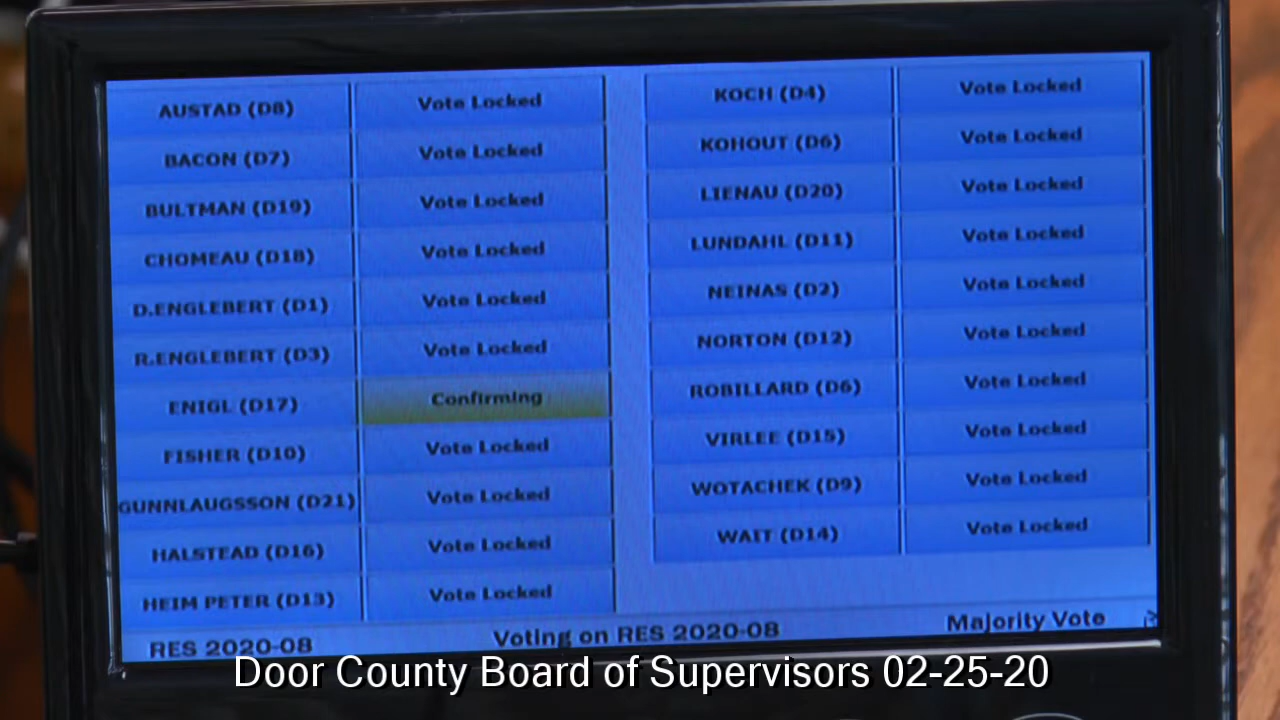 AUSTAD (D8) Vote Locked
BACON (D7) Vote Locked
BULTMAN (D19) Vote Locked
CHOMEAU (D18) Vote Locked
D.ENGLEBERT (D1) Vote Locked
R.ENGLEBERT (D3) Vote Locked
ENIGL (D17) Confirming
FISHER (D10) Vote Locked
GUNNLAUGSSON (D21) Vote Locked
HALSTEAD (D16) Vote Locked
HEIM PETER (D13) Vote Locked
KOCH (D4) Vote Locked
KOHOUT (D6) Vote Locked
LIENAU (D20) Vote Locked
LUNDAHL (D11) Vote Locked
NEINAS (D2) Vote Locked
NORTON (D12) Vote Locked
ROBILLARD (D6) Vote Locked
VIRLEE (D15) Vote Locked
WOTACHEK (D9) Vote Locked
WAIT (D14) Vote Locked
RES 2020-08 Voting on RES 2020-08 Majority Vote
Door County Board of Supervisors 02-25-20